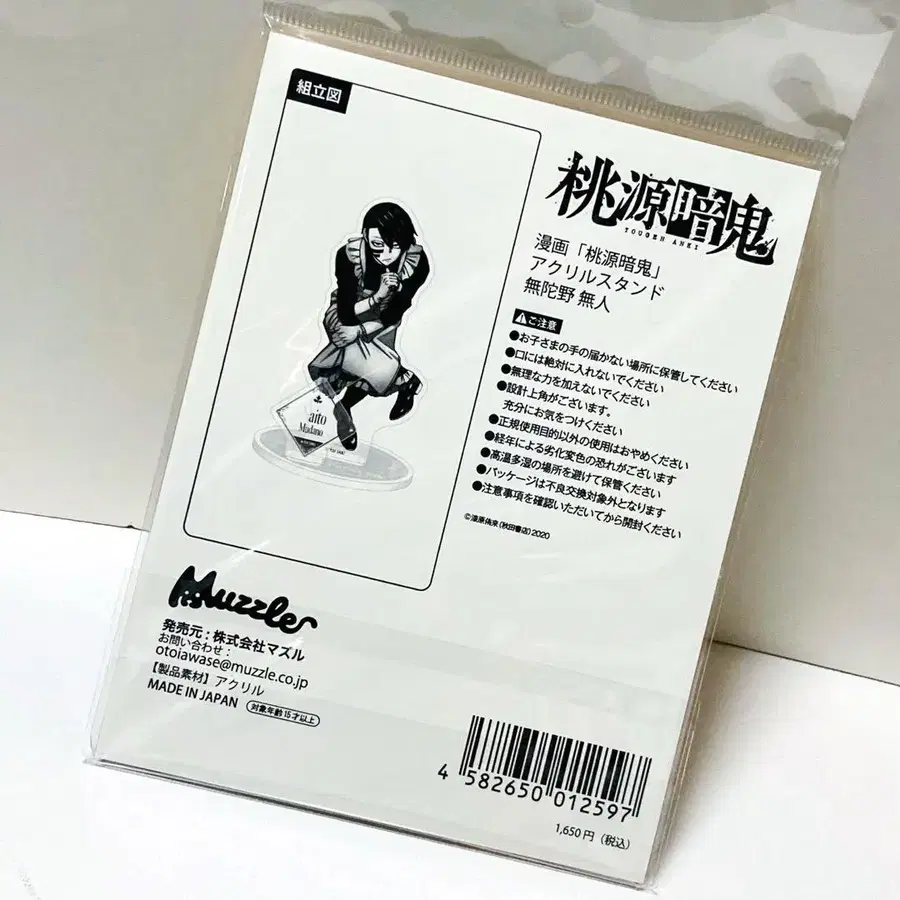 組立図
aito
Madano
桃源暗鬼
TOUGEN ANKI
漫画「桃源暗鬼」
アクリルスタンド
無陀野 無人
ご注意
●お子さまの手の届かない場所に保管してください
●口には絶対に入れないでください
●無理な力を加えないでください
●設計上角がございます。
充分にお気をつけください
●正規使用目的以外の使用はおやめください
●経年による劣化変色の恐れがございます
●高温多湿の場所を避けて保管ください
●パッケージは不良交換対象外となります
●注意事項を確認いただいてから開封ください
©漆原侑来（秋田書店）2020
Muzzle
発売元：株式会社マズル
お問い合わせ：
otoiawase@muzzle.co.jp
【製品素材】アクリル
MADE IN JAPAN 対象年齢15才以上
4 582650 012597
1,650円（税込）